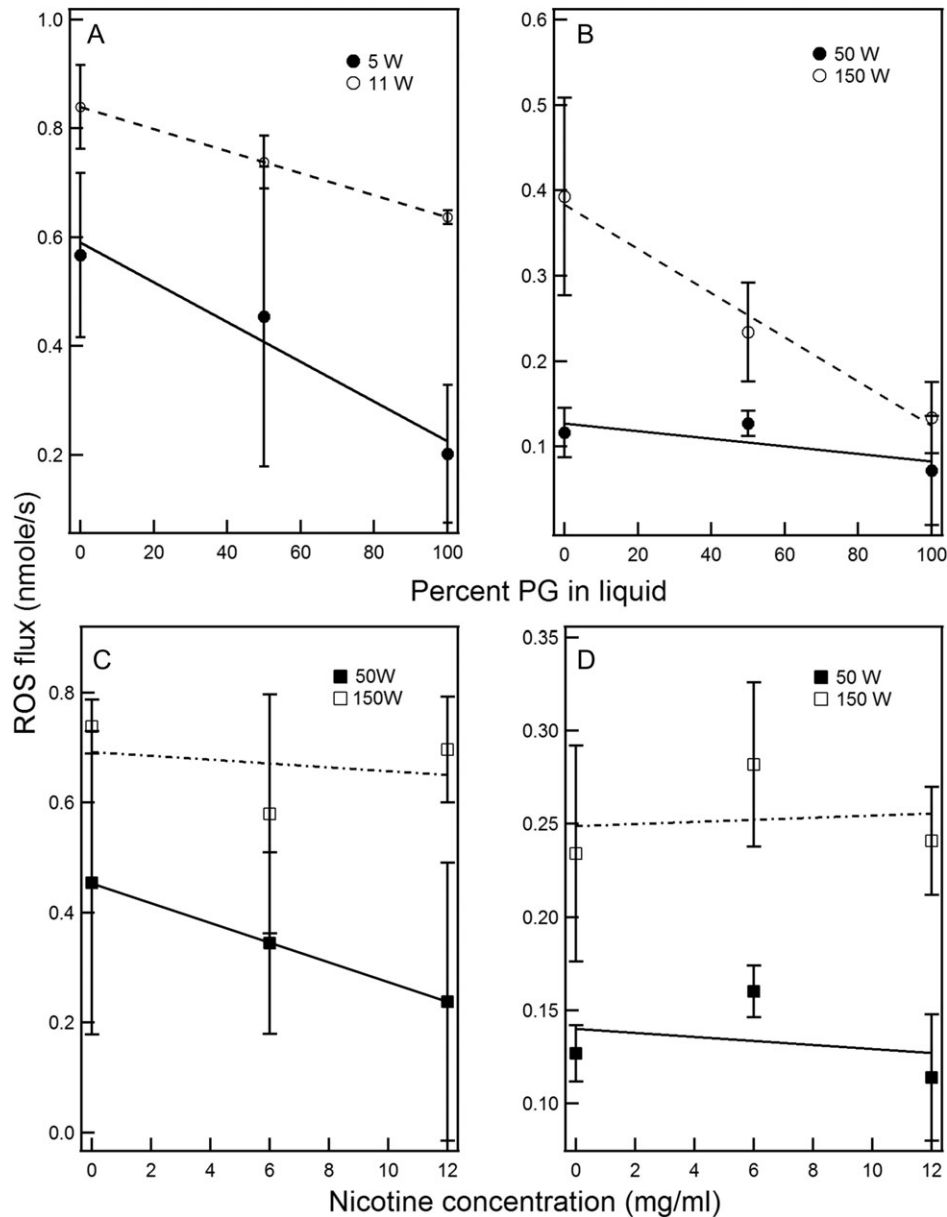 A
5 W
11 W
1.0
0.8
0.6
0.4
0.2
0 20 40 60 80 100
B
50 W
150 W
0.6
0.5
0.4
0.3
0.2
0.1
0 20 40 60 80 100
Percent PG in liquid
ROS flux (nmole/s)
C
50W
150W
0.8
0.6
0.4
0.2
0.0
0 2 4 6 8 10 12
D
50 W
150 W
0.35
0.30
0.25
0.20
0.15
0.10
0 2 4 6 8 10 12
Nicotine concentration (mg/ml)